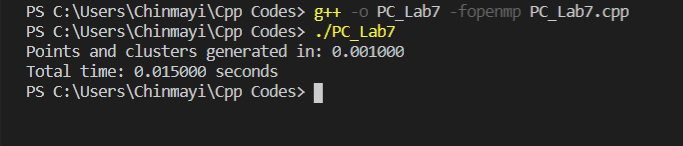 PS C:\Users\Chinmayi\Cpp Codes> g++ -o PC_Lab7 -fopenmp PC_Lab7.cpp
PS C:\Users\Chinmayi\Cpp Codes> ./PC_Lab7
Points and clusters generated in: 0.001000
Total time: 0.015000 seconds
PS C:\Users\Chinmayi\Cpp Codes>